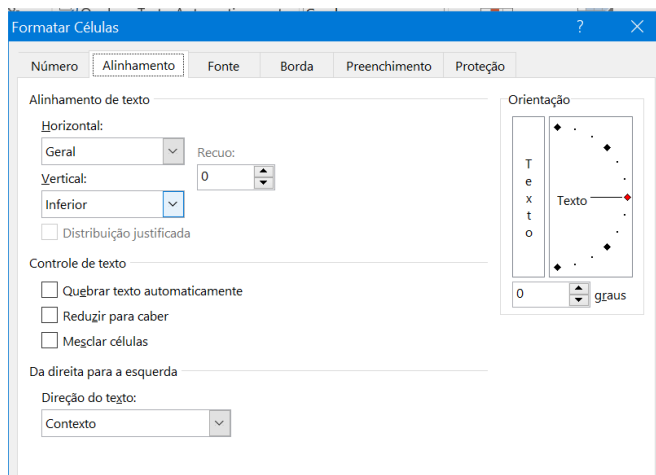 Formatar Células
Número Alinhamento Fonte Borda Preenchimento Proteção
Alinhamento de texto
Horizontal:
Geral
Recuo:
0
Vertical:
Inferior
Distribuição justificada
Controle de texto
Quebrar texto automaticamente
Reduzir para caber
Mesclar células
Da direita para a esquerda
Direção do texto:
Contexto
Orientação
Texto
Texto
0 graus